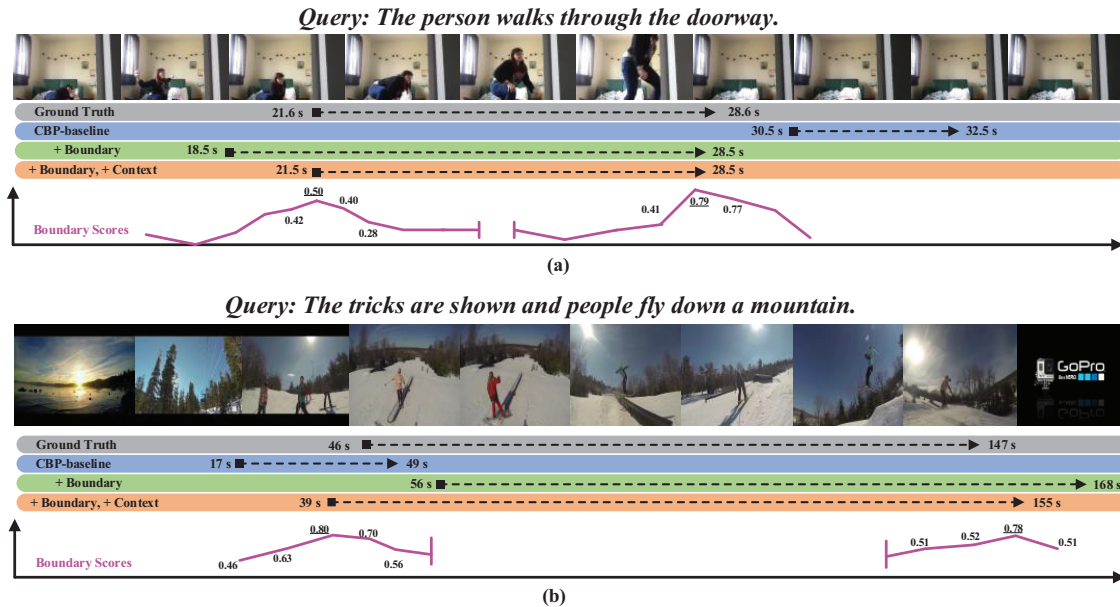 Query: The person walks through the doorway.
Ground Truth 21.6 s 28.6 s
CBP-baseline 30.5 s 32.5 s
+ Boundary 18.5 s 28.5 s
+ Boundary, + Context 21.5 s 28.5 s
0.50
0.42 0.40 0.28 0.41 0.79 0.77
Boundary Scores
(a)
Query: The tricks are shown and people fly down a mountain.
GoPro
Be a HERO.
Ground Truth 46 s 147 s
CBP-baseline 17 s 49 s
+ Boundary 56 s 168 s
+ Boundary, + Context 39 s 155 s
0.80 0.70 0.78
0.46 0.63 0.56 0.51 0.52 0.51
Boundary Scores
(b)